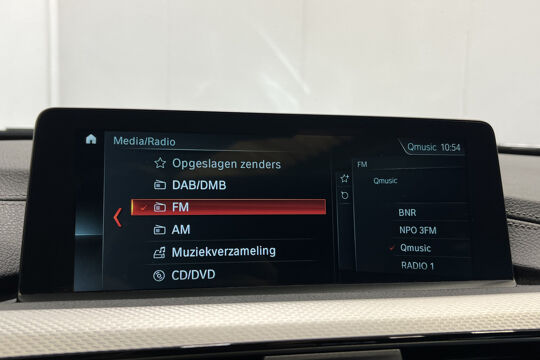 Media/Radio
Qmusic 10:54
Opgeslagen zenders
DAB/DMB
FM
AM
Muziekverzameling
CD/DVD
FM
Qmusic
BNR
NPO 3FM
Qmusic
RADIO 1